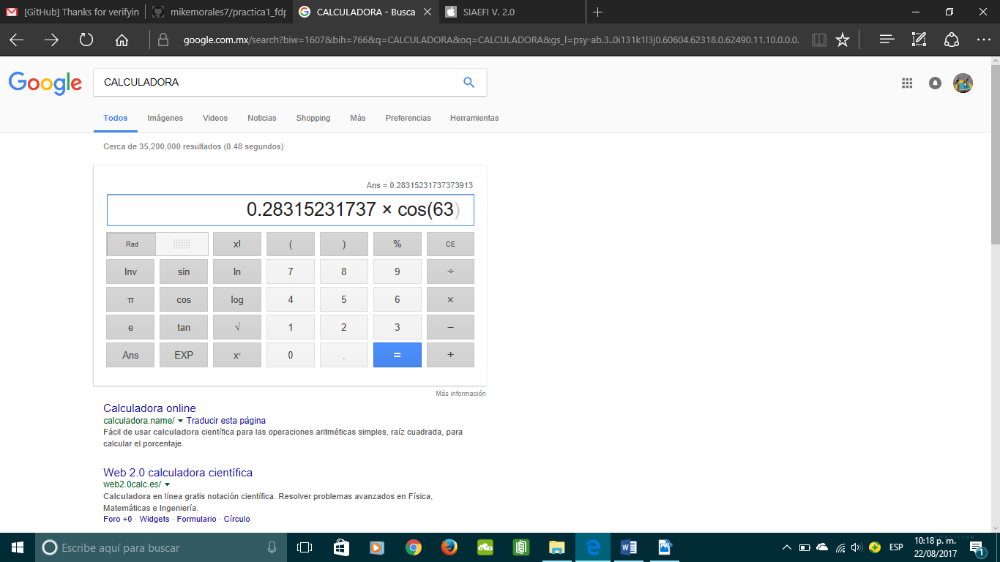 [GitHub] Thanks for verifyin
mikemorales7/practica1_fdp
CALCULADORA - Busca
SIAEFI V. 2.0
google.com.mx/search?biw=1607&bih=766&q=CALCULADORA&oq=CALCULADORA&gs_l=psy-ab.3..0i131k1l3j0.60604.62318.0.62490.11.10.0.0.0.
Google
CALCULADORA
Todos Imágenes Videos Noticias Shopping Más Preferencias Herramientas
Cerca de 35,200,000 resultados (0.48 segundos)
Ans = 0.28315231737373913
0.28315231737 × cos(63)
Rad x! ( ) % CE
Inv sin ln 7 8 9 ÷
π cos log 4 5 6 ×
e tan √ 1 2 3 −
Ans EXP xʸ 0 . = +
Más información
Calculadora online
calculadora.name/ Traducir esta página
Fácil de usar calculadora científica para las operaciones aritméticas simples, raíz cuadrada, para
calcular el porcentaje.
Web 2.0 calculadora científica
web2.0calc.es/
Calculadora en línea gratis notación científica. Resolver problemas avanzados en Física,
Matemáticas e Ingeniería.
Foro +0 · Widgets · Formulario · Círculo
Escribe aquí para buscar
ESP
10:18 p. m.
22/08/2017
1